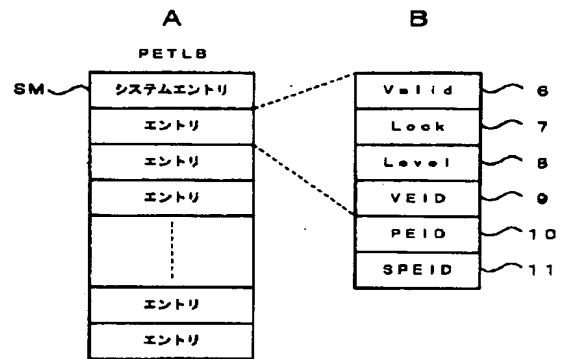 A
B
PETLB
SM
システムエントリ
エントリ
エントリ
エントリ
エントリ
エントリ
Valid 6
Lock 7
Level 8
VEID 9
PEID 10
SPEID 11